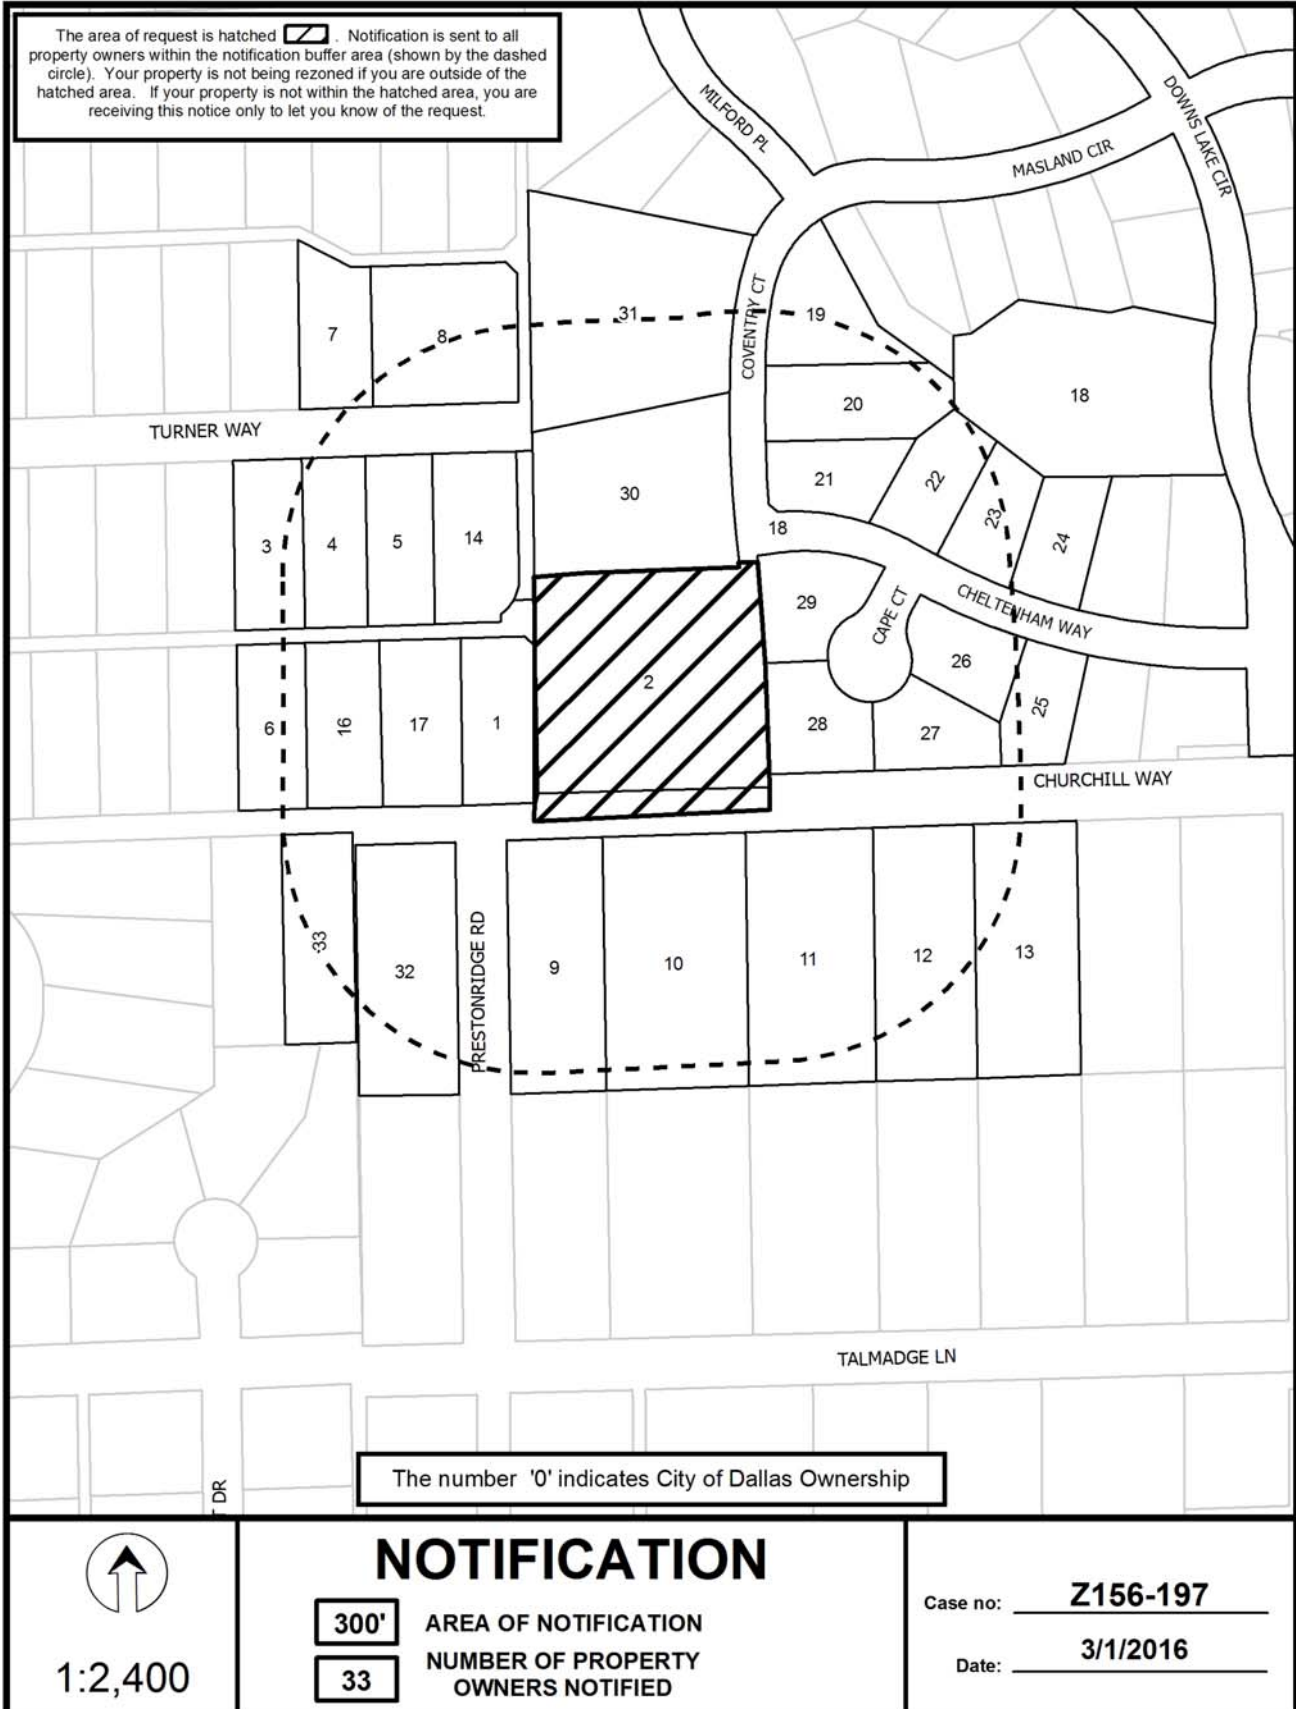 The area of request is hatched . Notification is sent to all
property owners within the notification buffer area (shown by the dashed
circle). Your property is not being rezoned if you are outside of the
hatched area. If your property is not within the hatched area, you are
receiving this notice only to let you know of the request.
MILFORD PL
DOWNS LAKE CIR
MASLAND CIR
COVENTRY CT
31
19
7
8
18
20
TURNER WAY
21
22
30
23
18
3
4
5
14
24
29
CAPE CT
CHELTENHAM WAY
26
2
25
6
16
17
1
28
27
CHURCHILL WAY
33
32
PRESTONRIDGE RD
9
10
11
12
13
TALMADGE LN
T DR
The number '0' indicates City of Dallas Ownership
1:2,400
NOTIFICATION
300' AREA OF NOTIFICATION
33 NUMBER OF PROPERTY
OWNERS NOTIFIED
Case no: Z156-197
Date: 3/1/2016